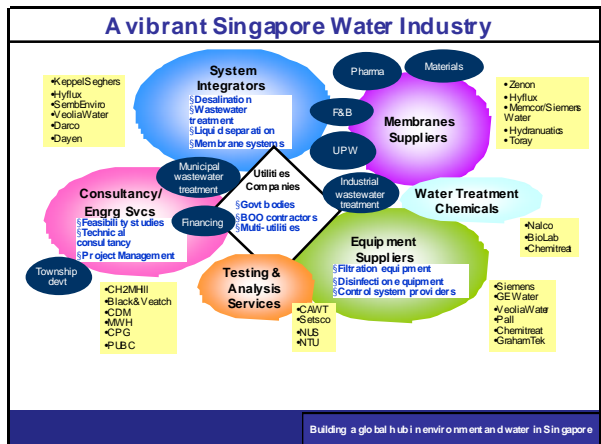 A vibrant Singapore Water Industry
System
Integrators
§Desalination
§Wastewater
treatment
§Liquid separation
§Membrane systems
•KeppelSeghers
•Hyflux
•SembEnviro
•VeoliaWater
•Darco
•Dayen
Pharma
Materials
F&B
UPW
Membranes
Suppliers
•Zenon
•Hyflux
•Memcor/Siemens
Water
•Hydranuatics
•Toray
Municipal
wastewater
treatment
Utilities
Companies
§Govt bodies
§BOO contractors
§Multi-utilities
Industrial
wastewater
treatment
Water Treatment
Chemicals
•Nalco
•BioLab
•Chemitreat
Consultancy/
Engrg Svcs
§Feasibility studies
§Technical
consultancy
§Project Management
Financing
Township
devt
•CH2MHill
•Black&Veatch
•CDM
•MWH
•CPG
•PUBC
Testing &
Analysis
Services
•CAWT
•Setsco
•NUS
•NTU
Equipment
Suppliers
§Filtration equipment
§Disinfection equipment
§Control system providers
•Siemens
•GEWater
•VeoliaWater
•Pall
•Chemitreat
•GrahamTek
Building a global hub in environment and water in Singapore